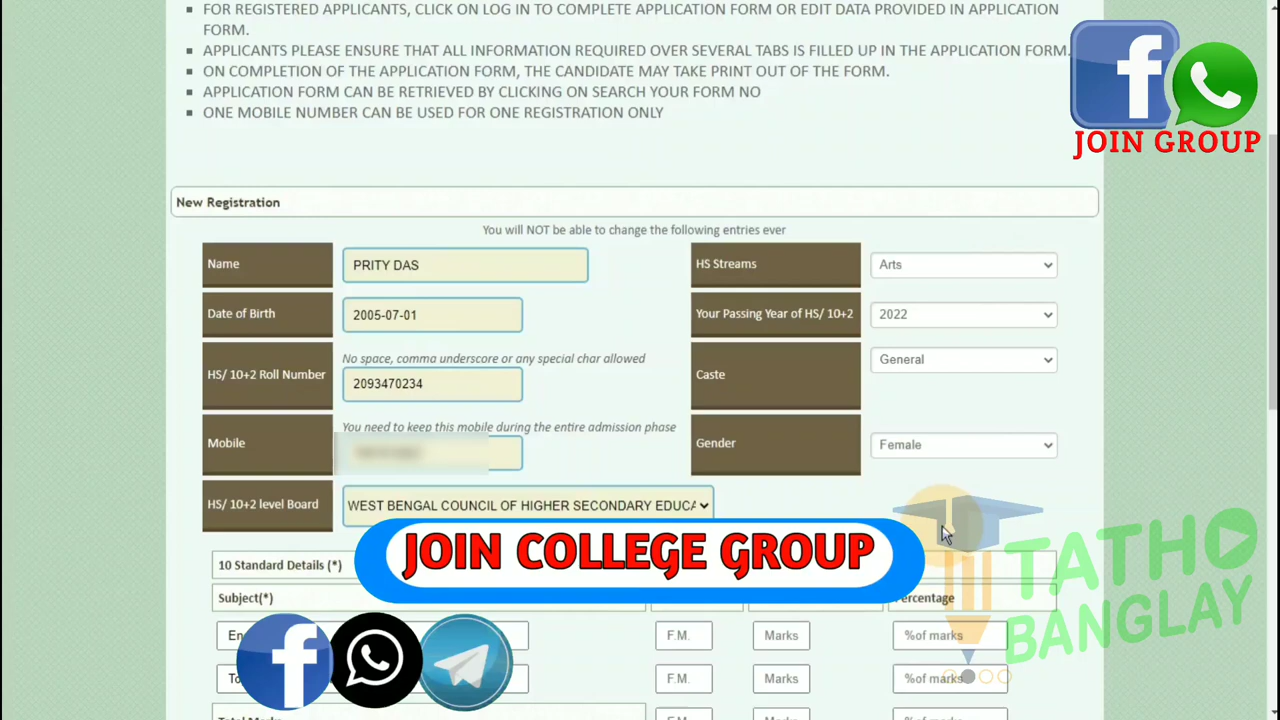 FOR REGISTERED APPLICANTS, CLICK ON LOG IN TO COMPLETE APPLICATION FORM OR EDIT DATA PROVIDED IN APPLICATION
FORM.
APPLICANTS PLEASE ENSURE THAT ALL INFORMATION REQUIRED OVER SEVERAL TABS IS FILLED UP IN THE APPLICATION FORM.
ON COMPLETION OF THE APPLICATION FORM, THE CANDIDATE MAY TAKE PRINT OUT OF THE FORM.
APPLICATION FORM CAN BE RETRIEVED BY CLICKING ON SEARCH YOUR FORM NO
ONE MOBILE NUMBER CAN BE USED FOR ONE REGISTRATION ONLY
JOIN GROUP
New Registration
You will NOT be able to change the following entries ever
Name PRITY DAS HS Streams Arts
Date of Birth 2005-07-01 Your Passing Year of HS/ 10+2 2022
No space, comma underscore or any special char allowed
HS/ 10+2 Roll Number 2093470234 Caste General
You need to keep this mobile during the entire admission phase
Mobile Gender Female
HS/ 10+2 level Board WEST BENGAL COUNCIL OF HIGHER SECONDARY EDUCA
JOIN COLLEGE GROUP
10 Standard Details (*)
Subject(*) Percentage
F.M. Marks %of marks
F.M. Marks %of marks
Total Marks F.M. Marks %of marks
TATHO
BANGLAY